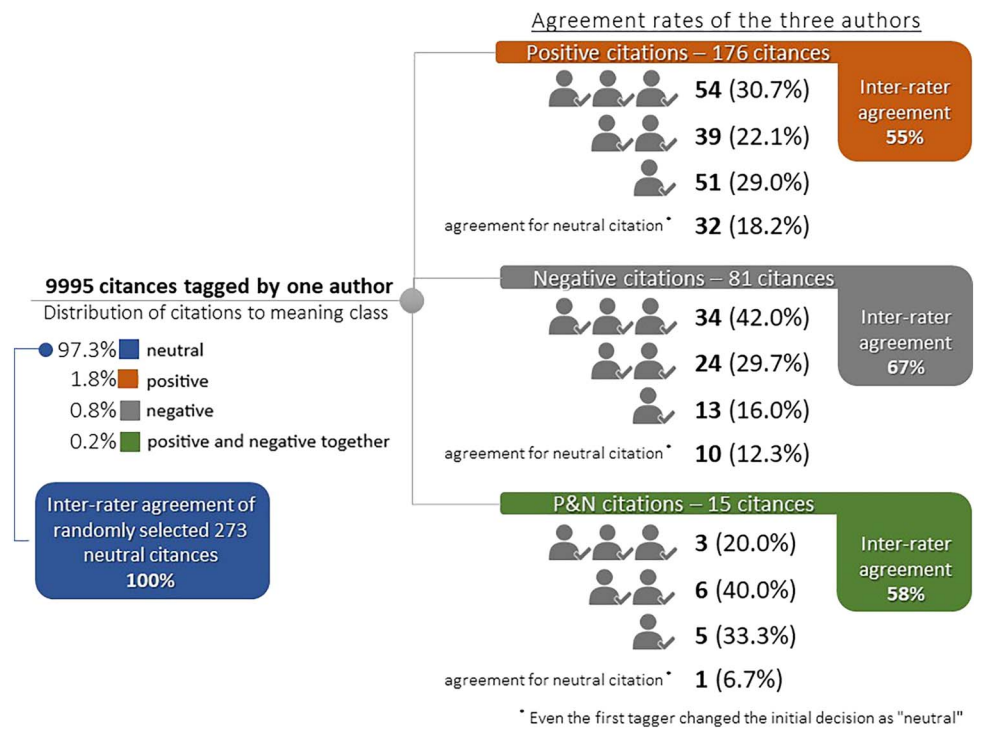 Agreement rates of the three authors
Positive citations – 176 citances
54 (30.7%)
39 (22.1%)
51 (29.0%)
agreement for neutral citation* 32 (18.2%)
Inter-rater
agreement
55%
9995 citances tagged by one author
Distribution of citations to meaning class
97.3% neutral
1.8% positive
0.8% negative
0.2% positive and negative together
Inter-rater agreement of
randomly selected 273
neutral citances
100%
Negative citations – 81 citances
34 (42.0%)
24 (29.7%)
13 (16.0%)
agreement for neutral citation* 10 (12.3%)
Inter-rater
agreement
67%
P&N citations – 15 citances
3 (20.0%)
6 (40.0%)
5 (33.3%)
agreement for neutral citation* 1 (6.7%)
Inter-rater
agreement
58%
* Even the first tagger changed the initial decision as "neutral"